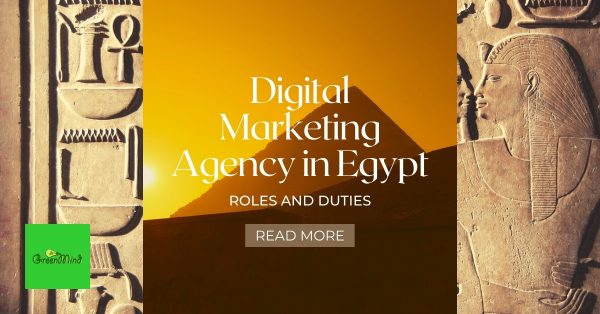 Digital
Marketing
Agency in Egypt
ROLES AND DUTIES
READ MORE
GreenMind